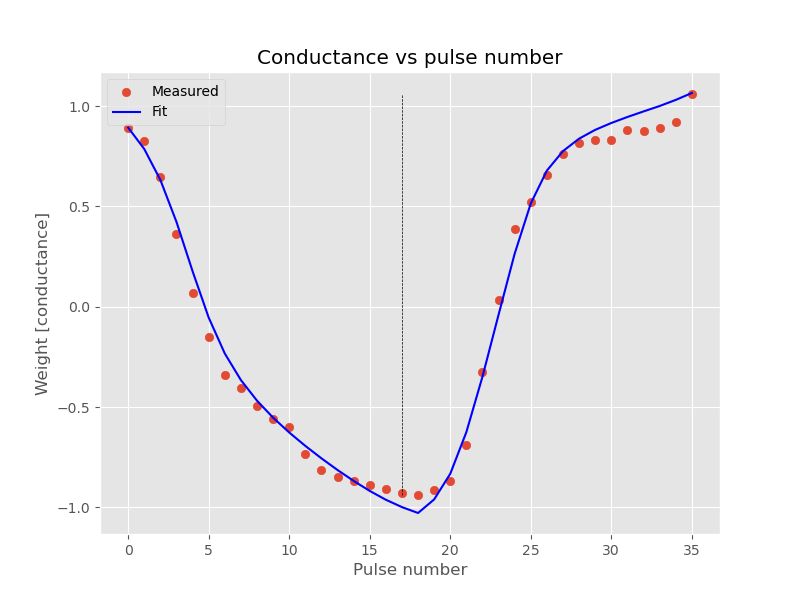 Conductance vs pulse number
Measured
Fit
Weight [conductance]
1.0
0.5
0.0
−0.5
−1.0
0 5 10 15 20 25 30 35
Pulse number